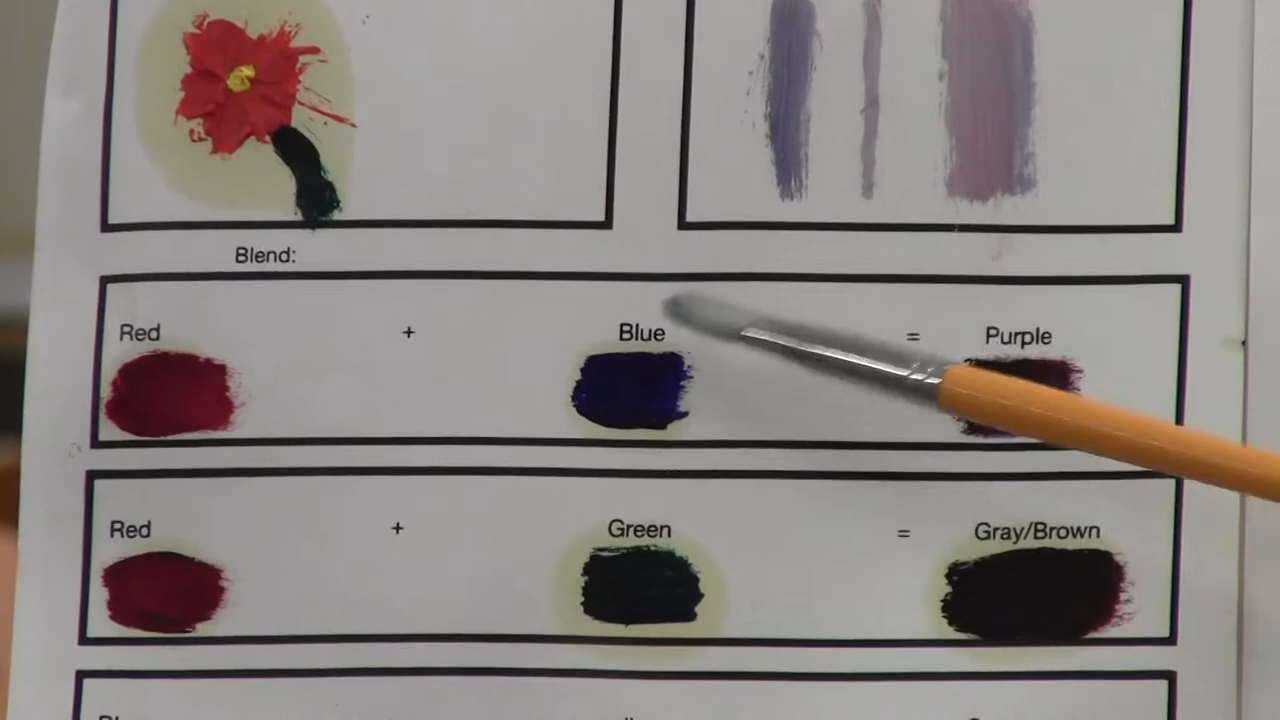 Blend:
Red + Blue = Purple
Red + Green = Gray/Brown